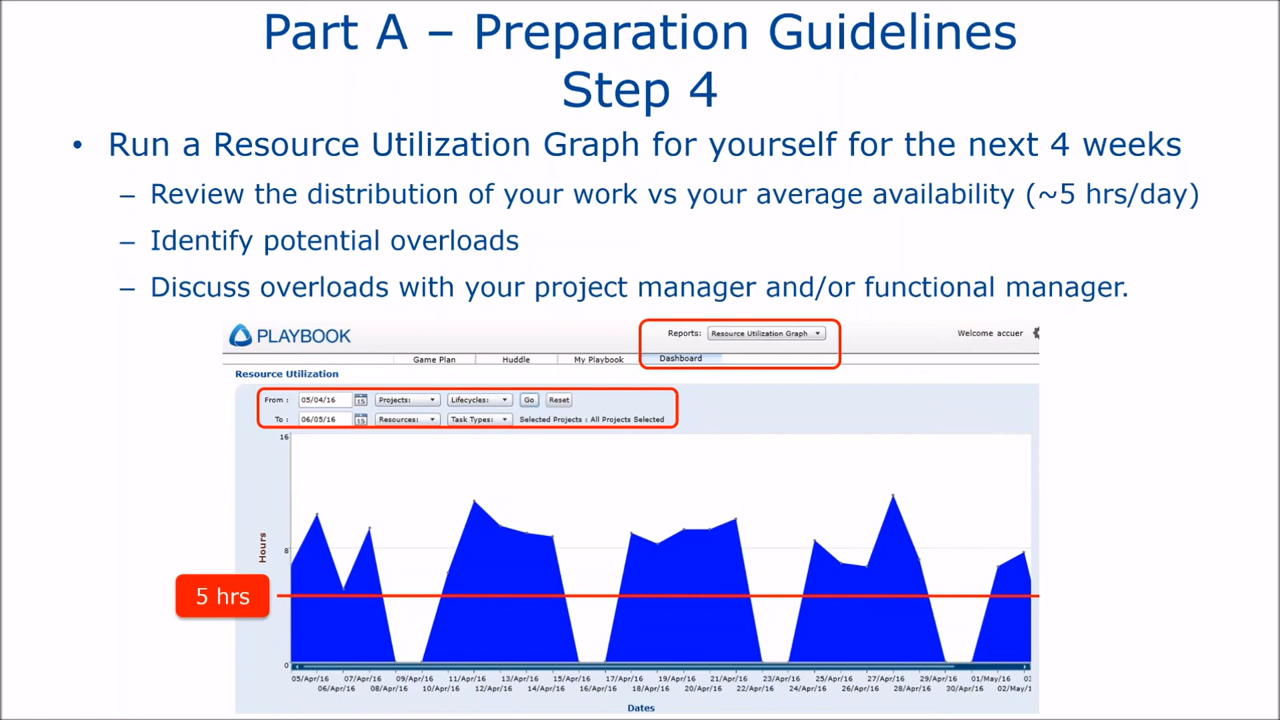 Part A – Preparation Guidelines
Step 4
• Run a Resource Utilization Graph for yourself for the next 4 weeks
– Review the distribution of your work vs your average availability (~5 hrs/day)
– Identify potential overloads
– Discuss overloads with your project manager and/or functional manager.
PLAYBOOK
Reports: Resource Utilization Graph
Welcome accuer
Game Plan Huddle My Playbook Dashboard
Resource Utilization
From : 05/04/16 15 Projects: Lifecycles: Go Reset
To : 06/05/16 15 Resources: Task Types: Selected Projects : All Projects Selected
16
8
0
Hours
5 hrs
05/Apr/16 07/Apr/16 09/Apr/16 11/Apr/16 13/Apr/16 15/Apr/16 17/Apr/16 19/Apr/16 21/Apr/16 23/Apr/16 25/Apr/16 27/Apr/16 29/Apr/16 01/May/16 03
06/Apr/16 08/Apr/16 10/Apr/16 12/Apr/16 14/Apr/16 16/Apr/16 18/Apr/16 20/Apr/16 22/Apr/16 24/Apr/16 26/Apr/16 28/Apr/16 30/Apr/16 02/May/1
Dates